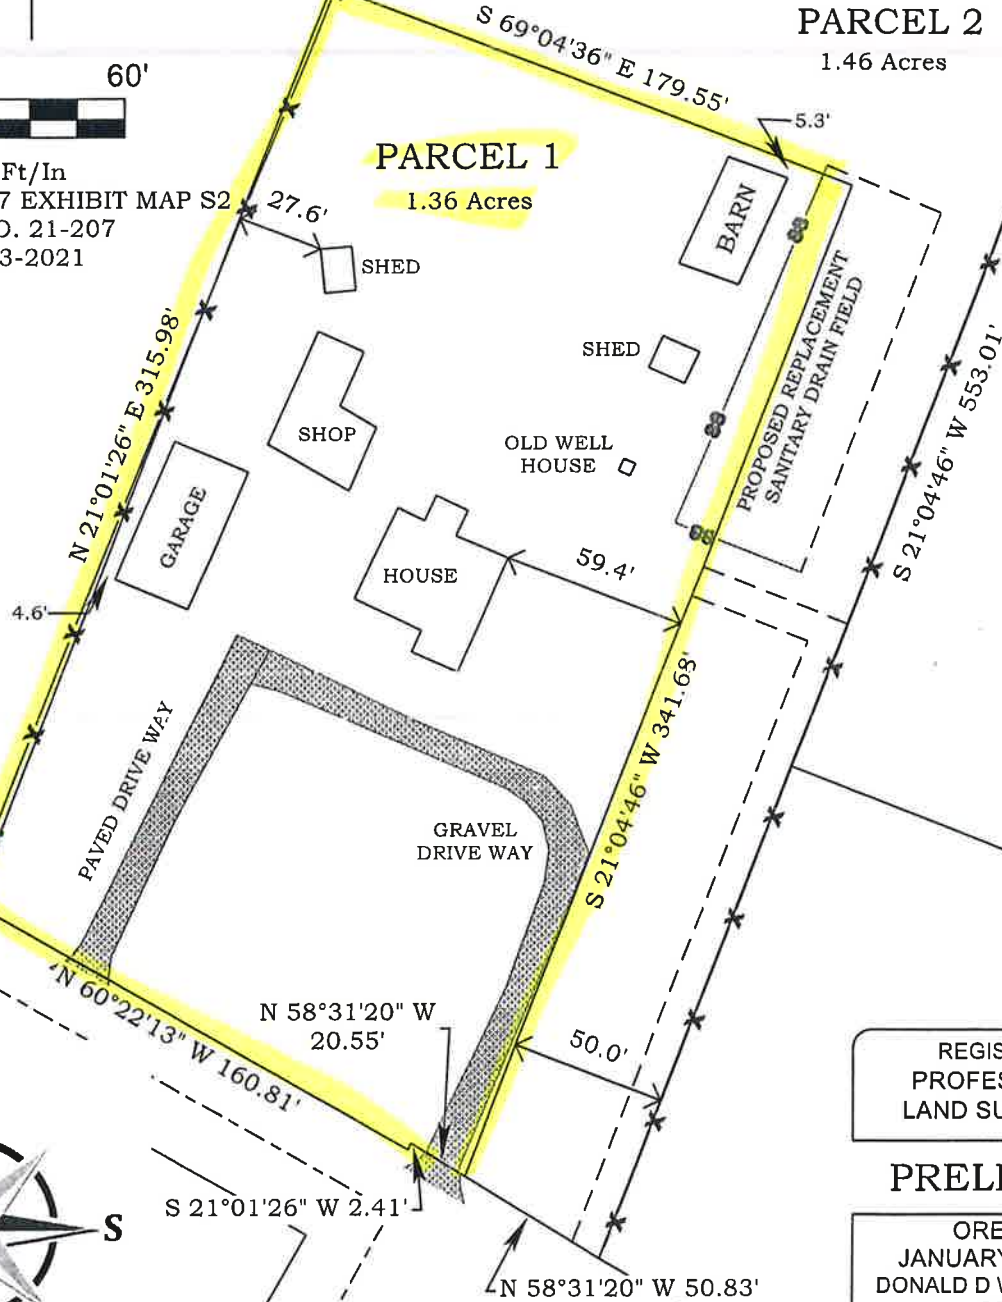 PARCEL 2
1.46 Acres
S 69°04'36" E 179.55'
60'
5.3'
PARCEL 1
1.36 Acres
Ft/In
7 EXHIBIT MAP S2
O. 21-207
3-2021
27.6'
SHED
BARN
SHED
PROPOSED REPLACEMENT
SANITARY DRAIN FIELD
N 21°01'26" E 315.98'
S 21°04'46" W 553.01'
SHOP
OLD WELL
HOUSE
GARAGE
HOUSE
59.4'
4.6'
S 21°04'46" W 341.68'
PAVED DRIVE WAY
GRAVEL
DRIVE WAY
N 60°22'13" W 160.81'
N 58°31'20" W
20.55'
50.0'
REGIS
PROFES
LAND SU
PRELI
S 21°01'26" W 2.41'
S
ORE
JANUARY
DONALD D
N 58°31'20" W 50.83'